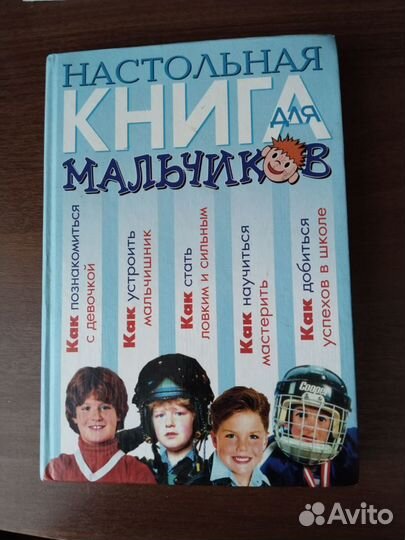 НАСТОЛЬНАЯ
КНИГА для
МАЛЬЧИКОВ
Как познакомиться
с девочкой
Как устроить
мальчишник
Как стать
ловким и сильным
Как научиться
мастерить
Как добиться
успехов в школе
Cooper
Avito